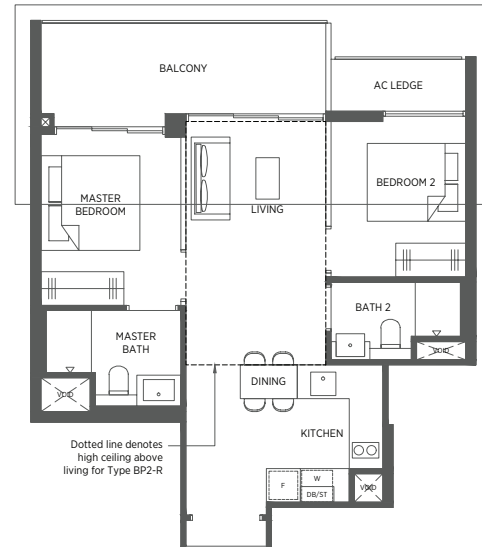 BALCONY
AC LEDGE
MASTER
BEDROOM
LIVING
BEDROOM 2
MASTER
BATH
BATH 2
VOID
VOID
DINING
KITCHEN
Dotted line denotes
high ceiling above
living for Type BP2-R
F
W
DB/ST
VOID